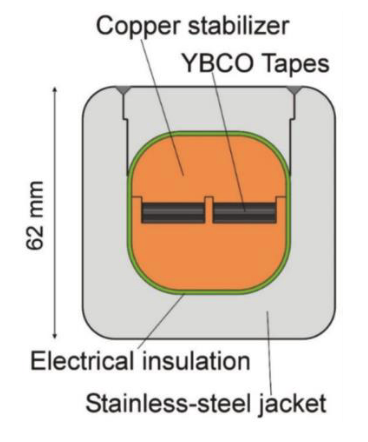 Copper stabilizer
YBCO Tapes
62 mm
Electrical insulation
Stainless-steel jacket